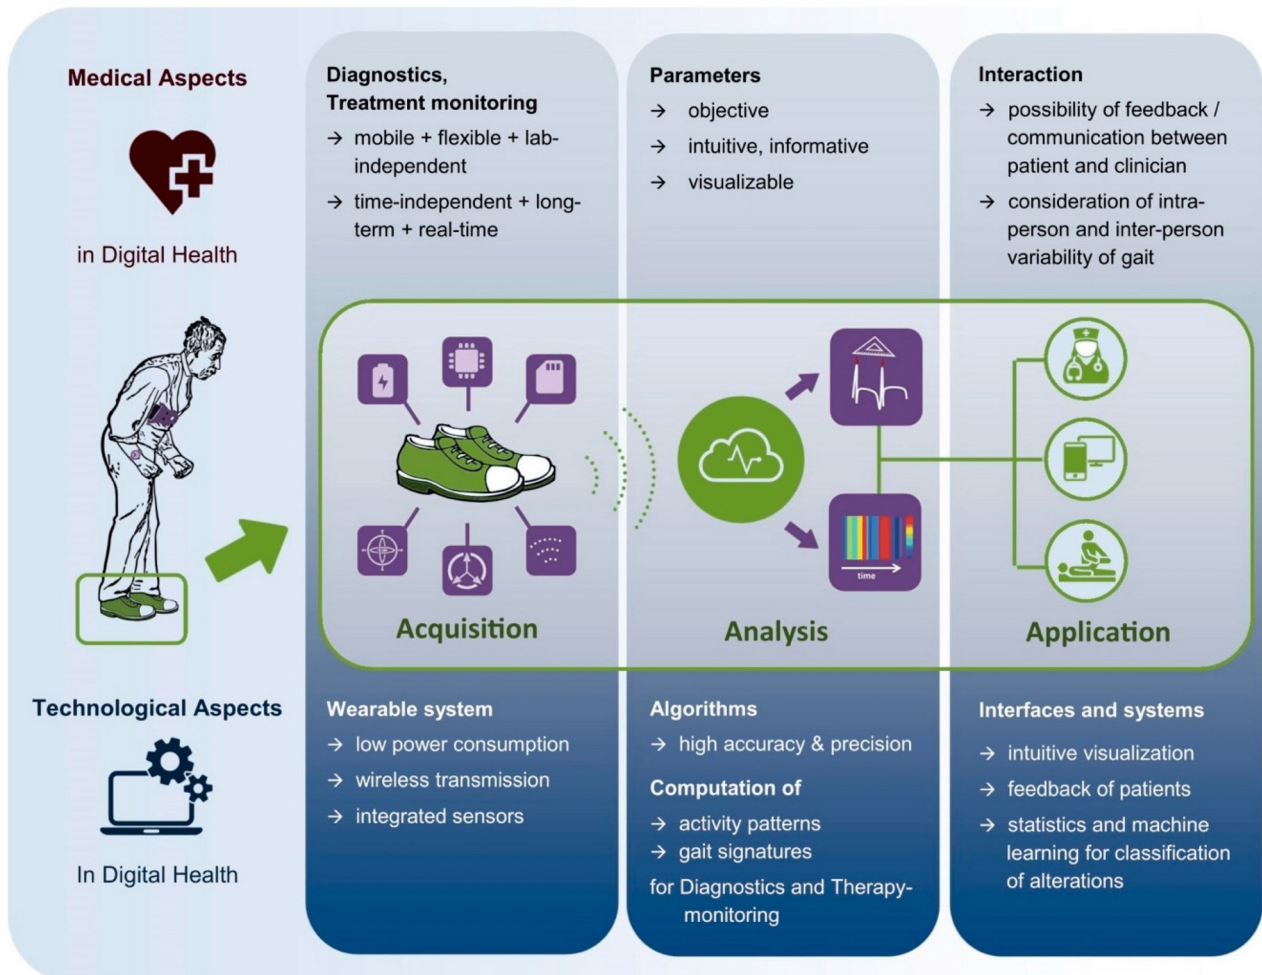 Medical Aspects
in Digital Health
Diagnostics,
Treatment monitoring
→ mobile + flexible + lab-
independent
→ time-independent + long-
term + real-time
Parameters
→ objective
→ intuitive, informative
→ visualizable
Interaction
→ possibility of feedback /
communication between
patient and clinician
→ consideration of intra-
person and inter-person
variability of gait
time
Acquisition
Analysis
Application
Technological Aspects
In Digital Health
Wearable system
→ low power consumption
→ wireless transmission
→ integrated sensors
Algorithms
→ high accuracy & precision
Computation of
→ activity patterns
→ gait signatures
for Diagnostics and Therapy-
monitoring
Interfaces and systems
→ intuitive visualization
→ feedback of patients
→ statistics and machine
learning for classification
of alterations